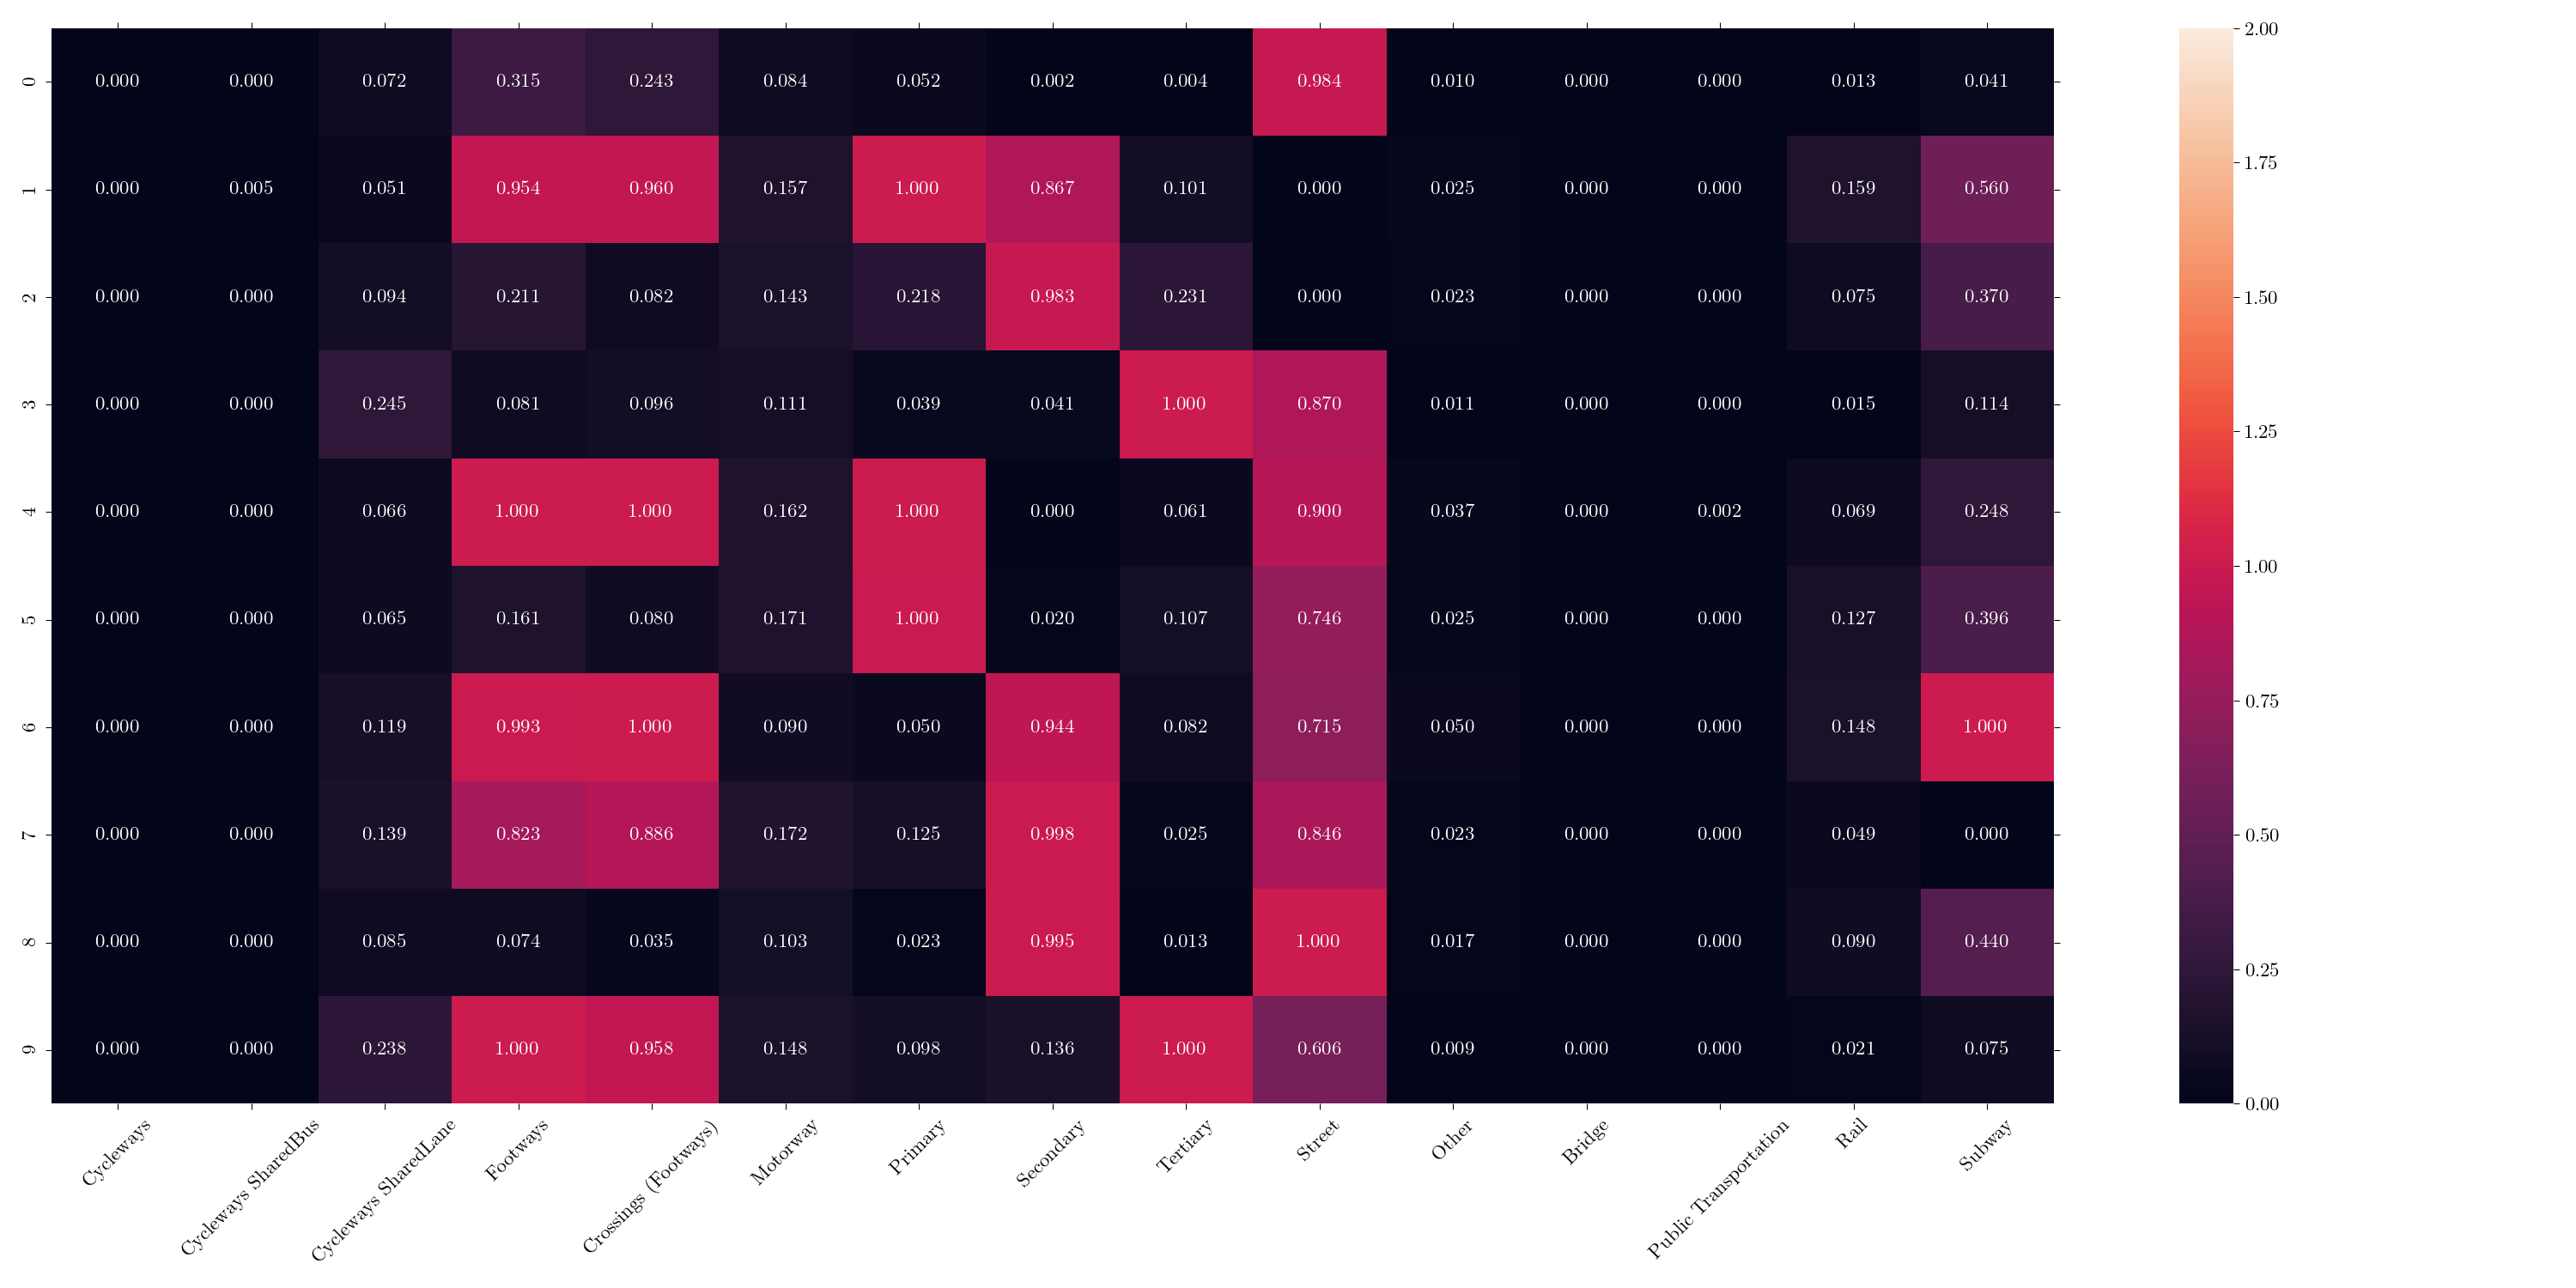 0 0.000 0.000 0.072 0.315 0.243 0.084 0.052 0.002 0.004 0.984 0.010 0.000 0.000 0.013 0.041
1 0.000 0.005 0.051 0.954 0.960 0.157 1.000 0.867 0.101 0.000 0.025 0.000 0.000 0.159 0.560
2 0.000 0.000 0.094 0.211 0.082 0.143 0.218 0.983 0.231 0.000 0.023 0.000 0.000 0.075 0.370
3 0.000 0.000 0.245 0.081 0.096 0.111 0.039 0.041 1.000 0.870 0.011 0.000 0.000 0.015 0.114
4 0.000 0.000 0.066 1.000 1.000 0.162 1.000 0.000 0.061 0.900 0.037 0.000 0.002 0.069 0.248
5 0.000 0.000 0.065 0.161 0.080 0.171 1.000 0.020 0.107 0.746 0.025 0.000 0.000 0.127 0.396
6 0.000 0.000 0.119 0.993 1.000 0.090 0.050 0.944 0.082 0.715 0.050 0.000 0.000 0.148 1.000
7 0.000 0.000 0.139 0.823 0.886 0.172 0.125 0.998 0.025 0.846 0.023 0.000 0.000 0.049 0.000
8 0.000 0.000 0.085 0.074 0.035 0.103 0.023 0.995 0.013 1.000 0.017 0.000 0.000 0.090 0.440
9 0.000 0.000 0.238 1.000 0.958 0.148 0.098 0.136 1.000 0.606 0.009 0.000 0.000 0.021 0.075
Cycleways
Cycleways SharedBus
Cycleways SharedLane
Footways
Crossings (Footways)
Motorway
Primary
Secondary
Tertiary
Street
Other
Bridge
Public Transportation
Rail
Subway
2.00
1.75
1.50
1.25
1.00
0.75
0.50
0.25
0.00